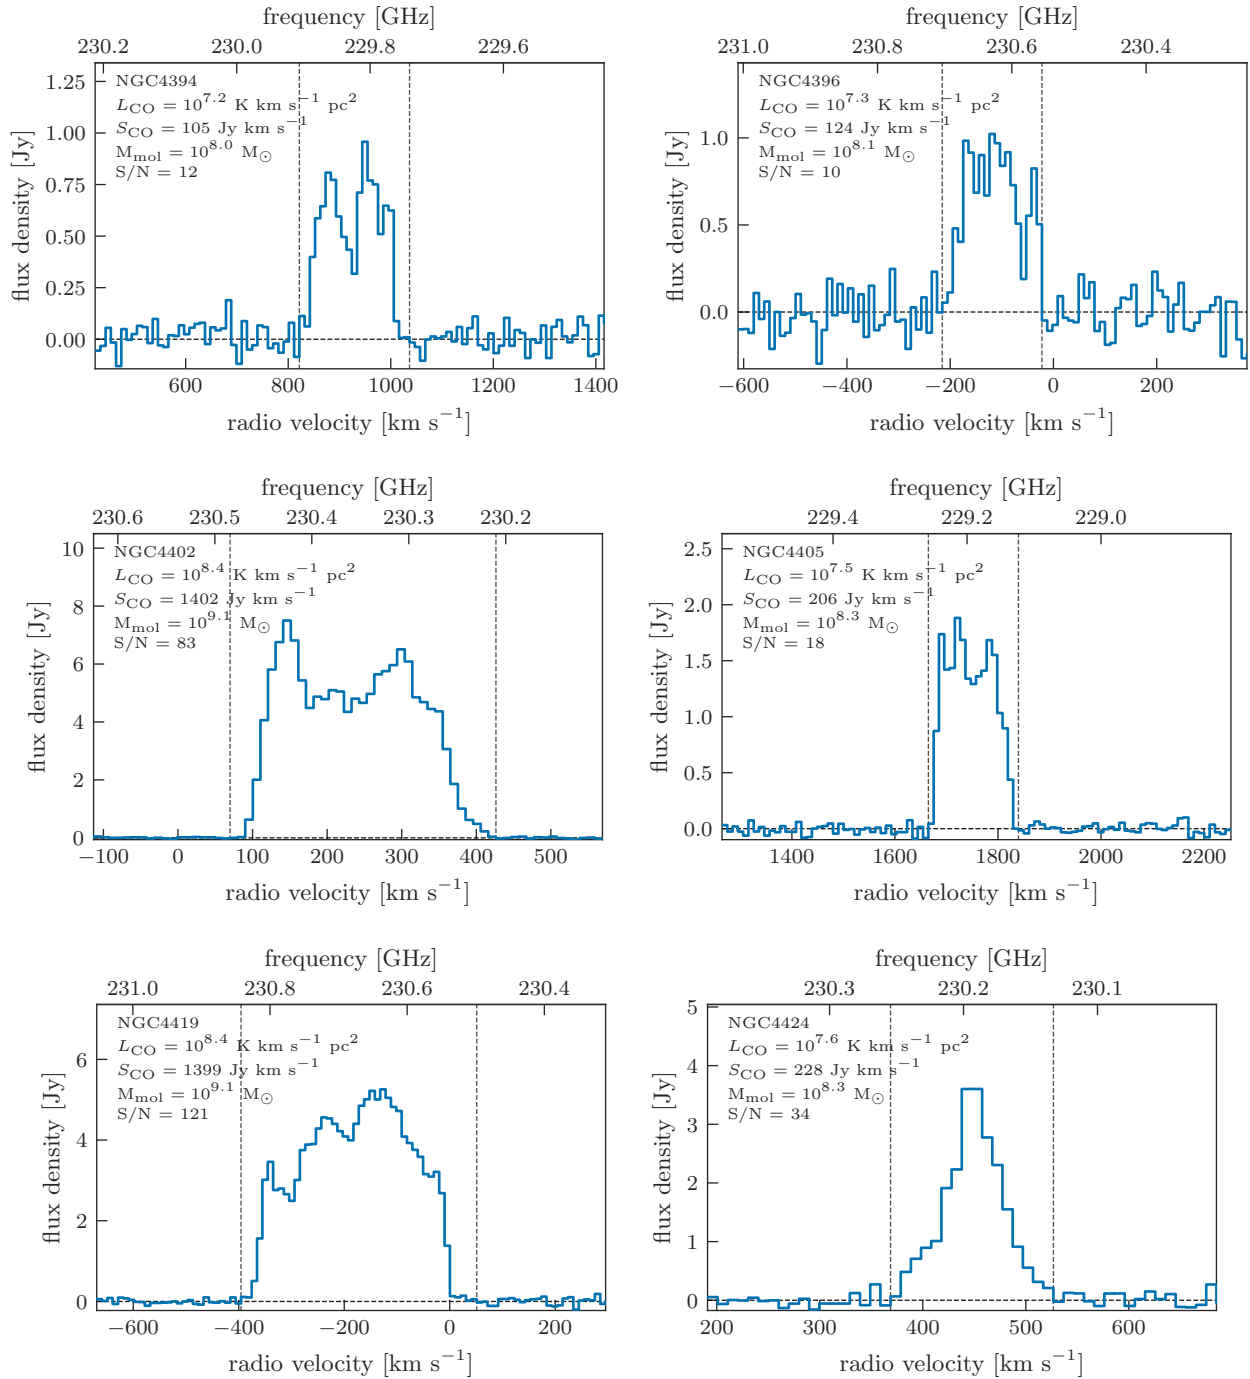 frequency [GHz]
230.2 230.0 229.8 229.6
1.25
1.00
0.75
0.50
0.25
0.00
flux density [Jy]
NGC4394
L_CO = 10^7.2 K km s^−1 pc^2
S_CO = 105 Jy km s^−1
M_mol = 10^8.0 M_⊙
S/N = 12
600 800 1000 1200 1400
radio velocity [km s^−1]
frequency [GHz]
231.0 230.8 230.6 230.4
1.0
0.5
0.0
flux density [Jy]
NGC4396
L_CO = 10^7.3 K km s^−1 pc^2
S_CO = 124 Jy km s^−1
M_mol = 10^8.1 M_⊙
S/N = 10
−600 −400 −200 0 200
radio velocity [km s^−1]
frequency [GHz]
230.6 230.5 230.4 230.3 230.2
10
8
6
4
2
0
flux density [Jy]
NGC4402
L_CO = 10^8.4 K km s^−1 pc^2
S_CO = 1402 Jy km s^−1
M_mol = 10^9.1 M_⊙
S/N = 83
−100 0 100 200 300 400 500
radio velocity [km s^−1]
frequency [GHz]
229.4 229.2 229.0
2.5
2.0
1.5
1.0
0.5
0.0
flux density [Jy]
NGC4405
L_CO = 10^7.5 K km s^−1 pc^2
S_CO = 206 Jy km s^−1
M_mol = 10^8.3 M_⊙
S/N = 18
1400 1600 1800 2000 2200
radio velocity [km s^−1]
frequency [GHz]
231.0 230.8 230.6 230.4
6
4
2
0
flux density [Jy]
NGC4419
L_CO = 10^8.4 K km s^−1 pc^2
S_CO = 1399 Jy km s^−1
M_mol = 10^9.1 M_⊙
S/N = 121
−600 −400 −200 0 200
radio velocity [km s^−1]
frequency [GHz]
230.3 230.2 230.1
5
4
3
2
1
0
flux density [Jy]
NGC4424
L_CO = 10^7.6 K km s^−1 pc^2
S_CO = 228 Jy km s^−1
M_mol = 10^8.3 M_⊙
S/N = 34
200 300 400 500 600
radio velocity [km s^−1]